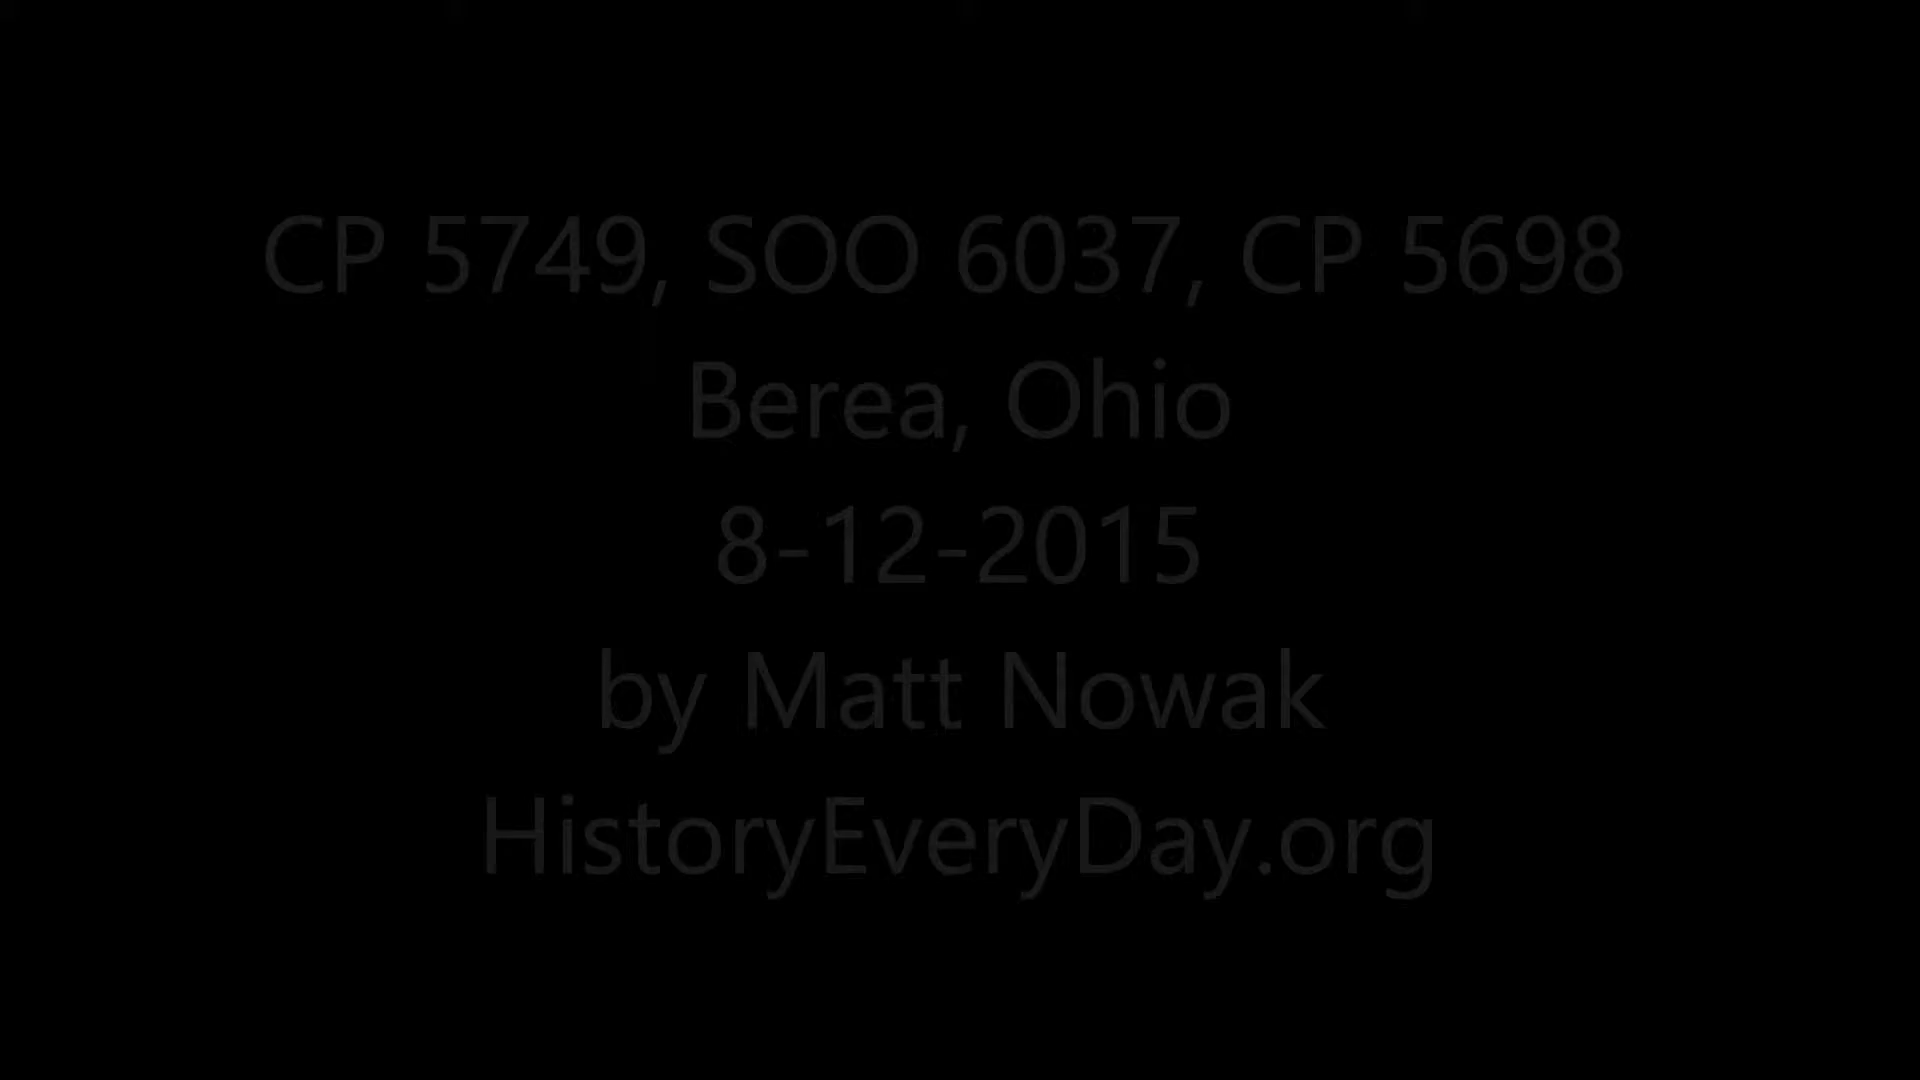 CP 5749, SOO 6037, CP 5698
Berea, Ohio
8-12-2015
by Matt Nowak
HistoryEveryDay.org